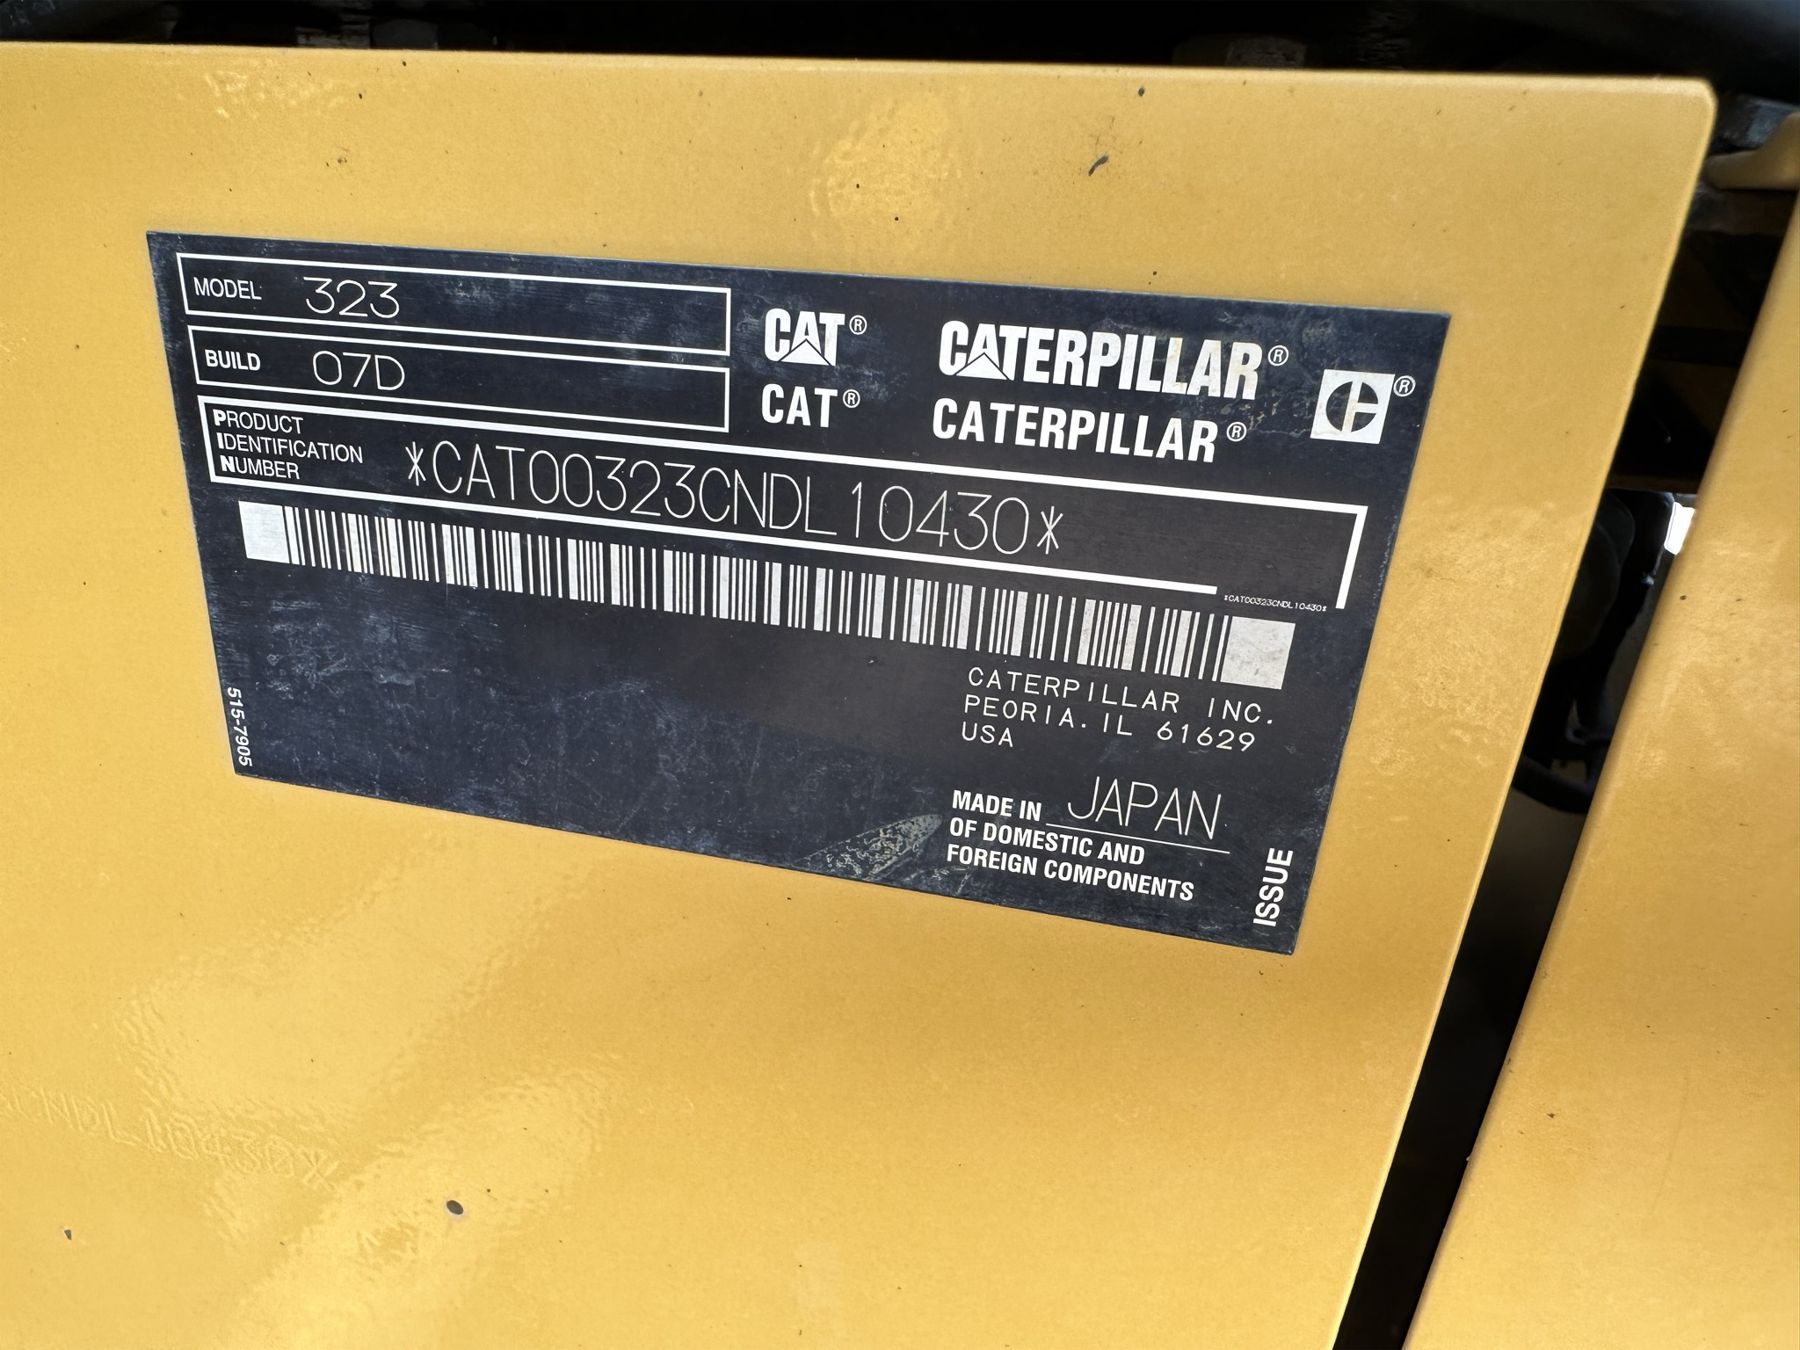 MODEL 323
BUILD 07D
PRODUCT
IDENTIFICATION
NUMBER
*CAT00323CNDL10430*
CAT® CATERPILLAR®
CAT® CATERPILLAR®
C®
*CAT00323CNDL10430*
CATERPILLAR INC.
PEORIA. IL 61629
USA
MADE IN JAPAN
OF DOMESTIC AND
FOREIGN COMPONENTS
515-7905
ISSUE
NDL10430*